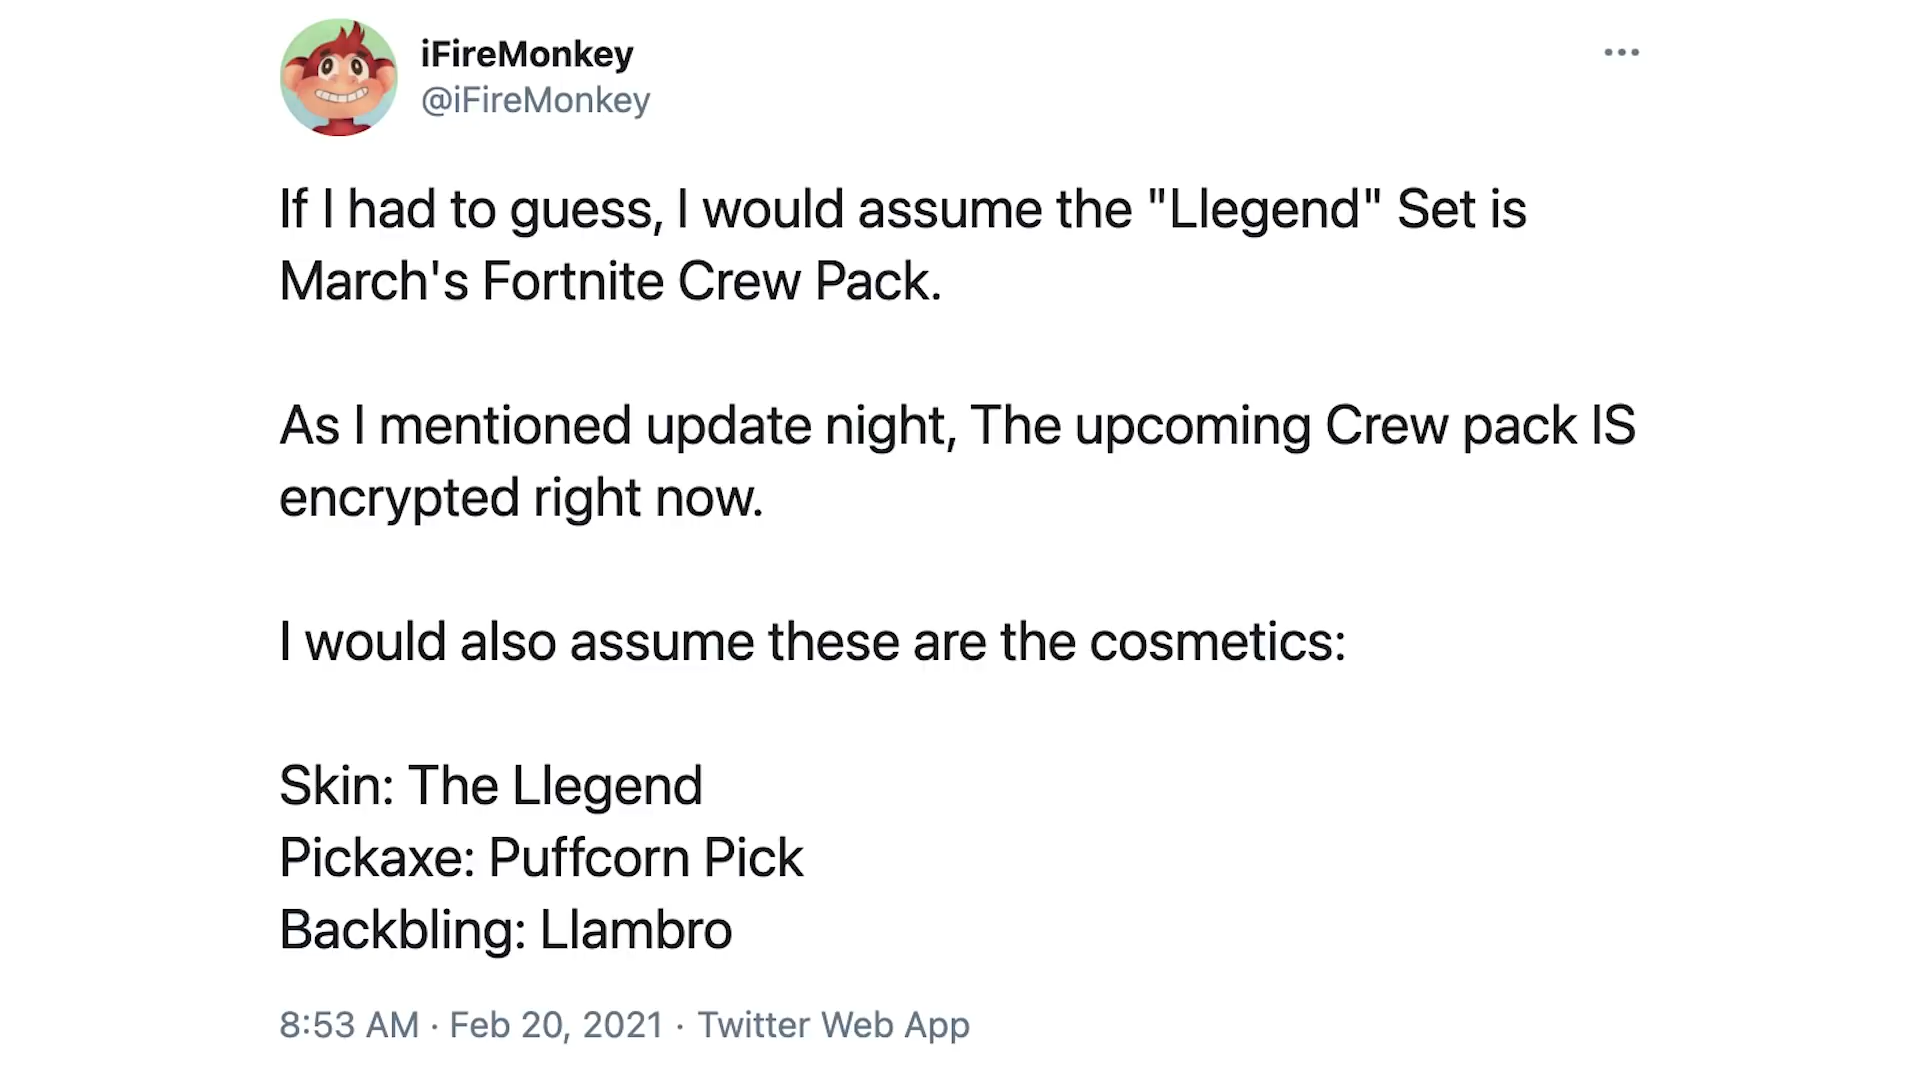 iFireMonkey
@iFireMonkey
If I had to guess, I would assume the "Llegend" Set is
March's Fortnite Crew Pack.
As I mentioned update night, The upcoming Crew pack IS
encrypted right now.
I would also assume these are the cosmetics:
Skin: The Llegend
Pickaxe: Puffcorn Pick
Backbling: Llambro
8:53 AM · Feb 20, 2021 · Twitter Web App